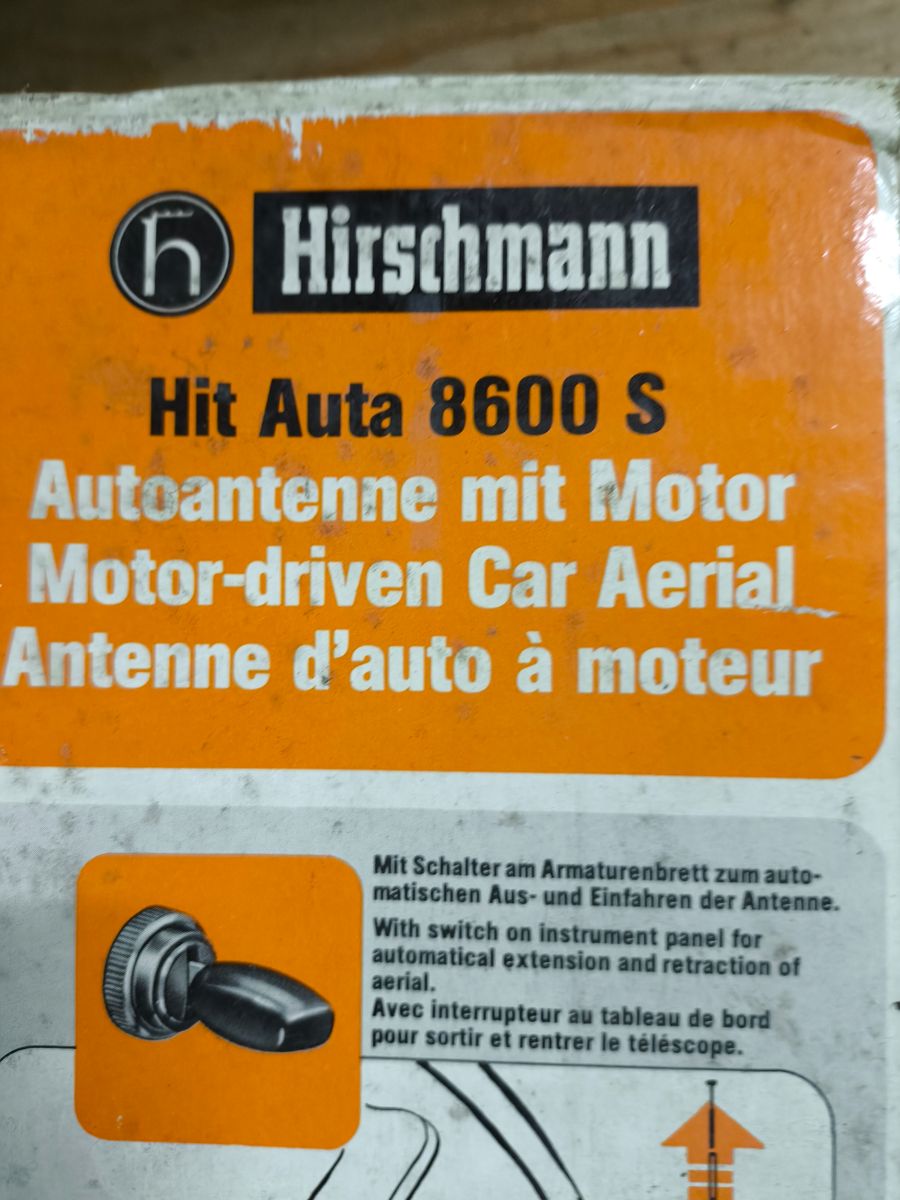 h Hirschmann
Hit Auta 8600 S
Autoantenne mit Motor
Motor-driven Car Aerial
Antenne d'auto à moteur
Mit Schalter am Armaturenbrett zum auto-
matischen Aus- und Einfahren der Antenne.
With switch on instrument panel for
automatical extension and retraction of
aerial.
Avec interrupteur au tableau de bord
pour sortir et rentrer le téléscope.